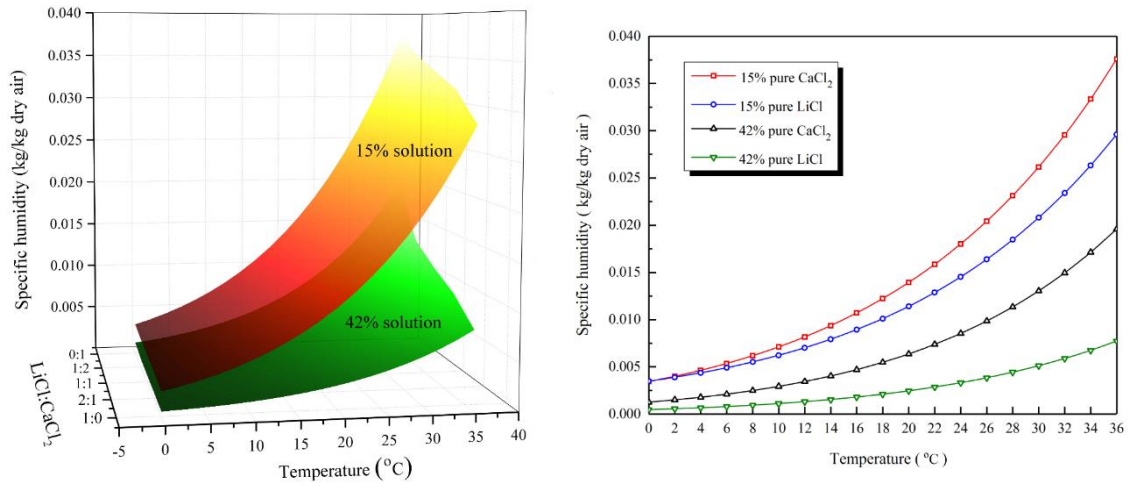 0.040
0.035
0.030
0.025
0.020
0.015
0.010
0.005
Specific humidity (kg/kg dry air)
15% solution
42% solution
0:1
1:2
1:1
2:1
1:0
LiCl:CaCl₂
-5 0 5 10 15 20 25 30 35 40
Temperature (°C)
0.040
0.035
0.030
0.025
0.020
0.015
0.010
0.005
0.000
Specific humidity ( kg/kg dry air)
15% pure CaCl₂
15% pure LiCl
42% pure CaCl₂
42% pure LiCl
0 2 4 6 8 10 12 14 16 18 20 22 24 26 28 30 32 34 36
Temperature ( °C)